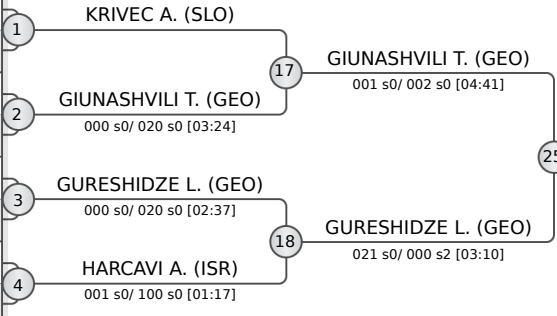 KRIVEC A. (SLO)
1
17
GIUNASHVILI T. (GEO)
001 s0/ 002 s0 [04:41]
GIUNASHVILI T. (GEO)
2
000 s0/ 020 s0 [03:24]
25
GURESHIDZE L. (GEO)
3
000 s0/ 020 s0 [02:37]
18
GURESHIDZE L. (GEO)
021 s0/ 000 s2 [03:10]
HARCAVI A. (ISR)
4
001 s0/ 100 s0 [01:17]